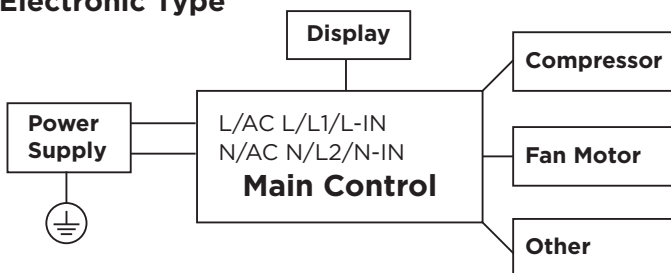 Electronic Type
Display
Compressor
Power
Supply
L/AC L/L1/L-IN
N/AC N/L2/N-IN
Main Control
Fan Motor
Other